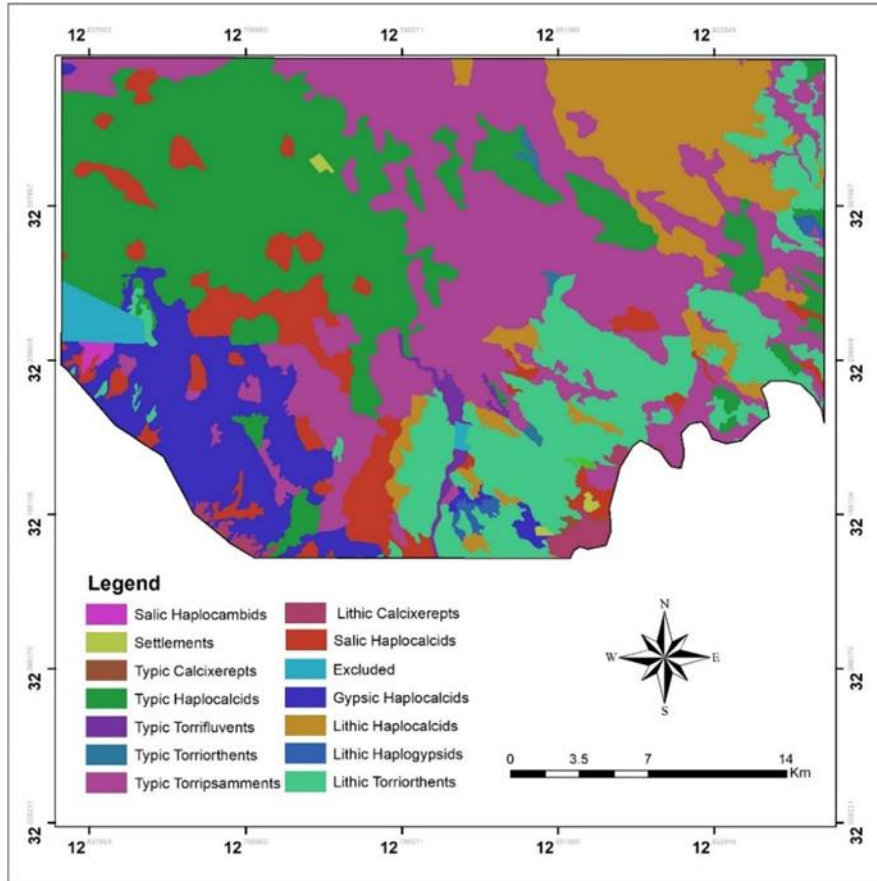 12 12 12 12 12
32 32
32 32
32 32
Legend
Salic Haplocambids
Settlements
Typic Calcixerepts
Typic Haplocalcids
Typic Torrifluvents
Typic Torriorthents
Typic Torripsamments
Lithic Calcixerepts
Salic Haplocalcids
Excluded
Gypsic Haplocalcids
Lithic Haplocalcids
Lithic Haplogypsids
Lithic Torriorthents
N
W E
S
0 3.5 7 14
Km
32 32
32 32
12 12 12 12 12